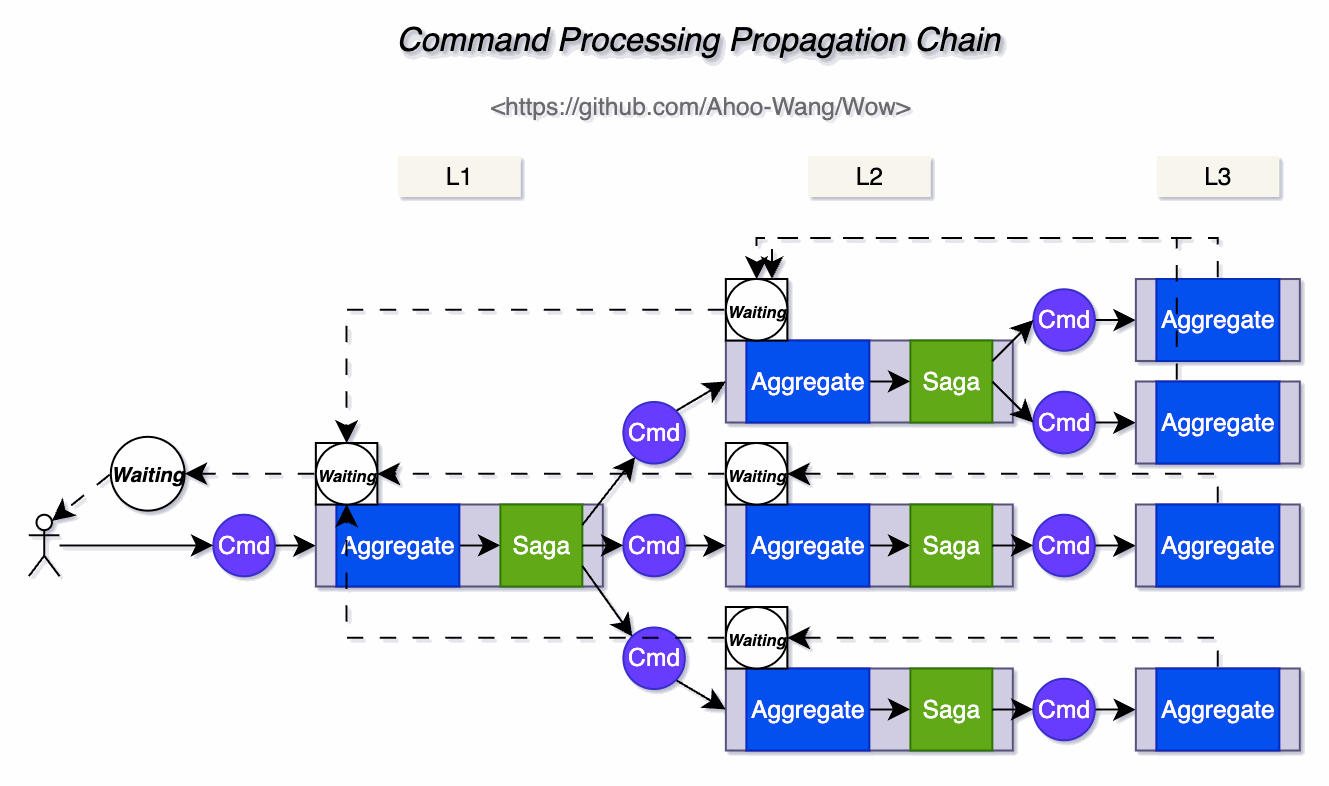 Command Processing Propagation Chain
<https://github.com/Ahoo-Wang/Wow>
L1
L2
L3
Waiting
Cmd
Aggregate
Aggregate
Saga
Cmd
Cmd
Aggregate
Waiting
Waiting
Waiting
Cmd
Aggregate
Saga
Cmd
Aggregate
Saga
Cmd
Aggregate
Waiting
Cmd
Aggregate
Saga
Cmd
Aggregate